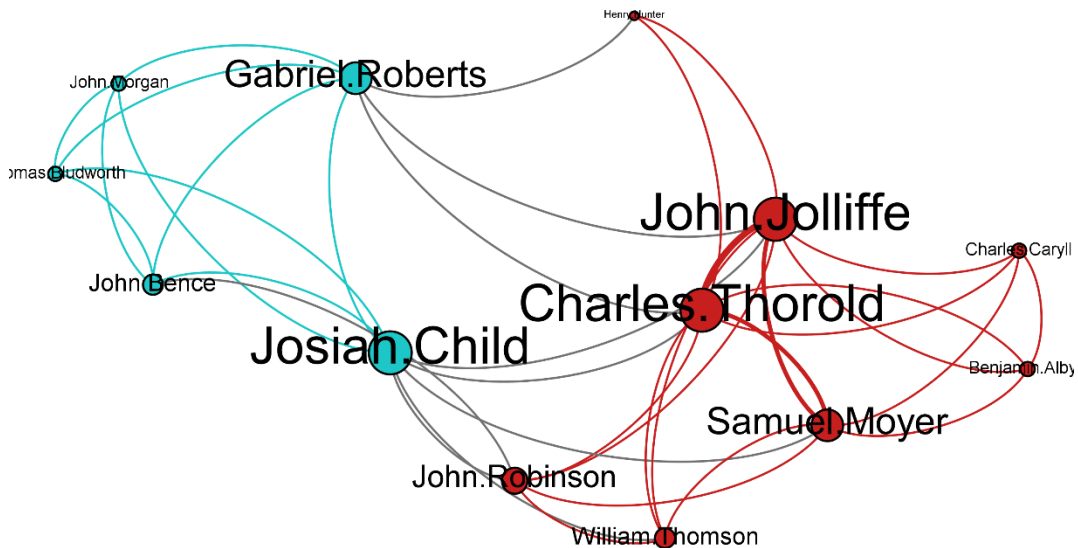 Henry.Hunter
Gabriel.Roberts
John.Morgan
omas.Bludworth
John.Jolliffe
Charles.Caryll
John.Bence
Charles.Thorold
Josiah.Child
Benjamin.Alby
Samuel.Moyer
John.Robinson
William.Thomson